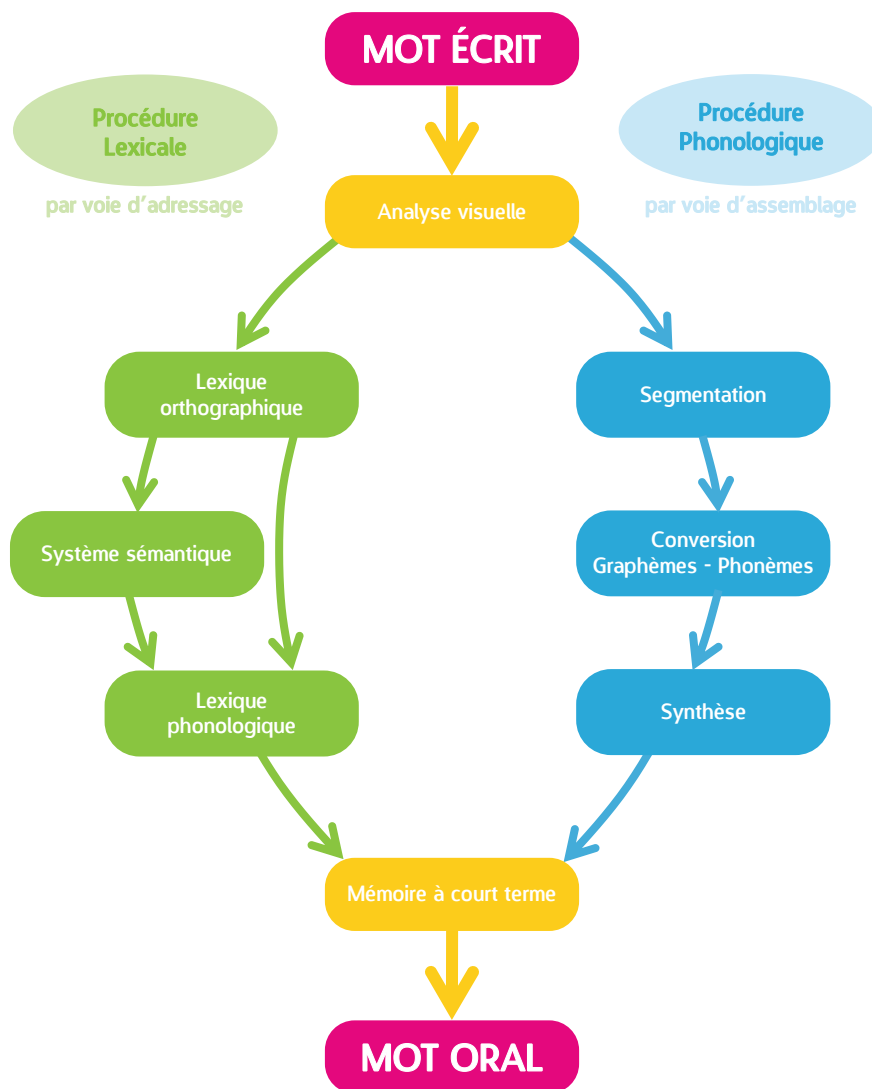 MOT ÉCRIT
Procédure
Lexicale
par voie d'adressage
Procédure
Phonologique
par voie d'assemblage
Analyse visuelle
Lexique
orthographique
Segmentation
Système sémantique
Conversion
Graphèmes - Phonèmes
Lexique
phonologique
Synthèse
Mémoire à court terme
MOT ORAL